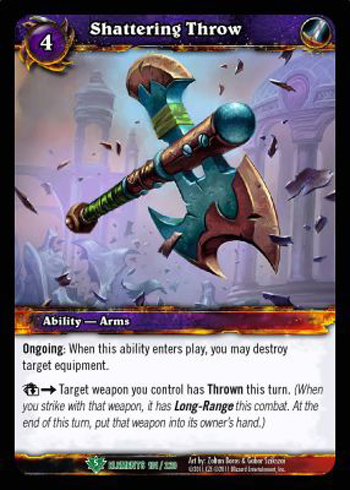 Shattering Throw
4
Ability — Arms
Ongoing: When this ability enters play, you may destroy
target equipment.
Target weapon you control has Thrown this turn. (When
you strike with that weapon, it has Long-Range this combat. At the
end of this turn, put that weapon into its owner's hand.)
ELEMENTS 101/220
Art by: Zoltan Boros & Gabor Szikszai